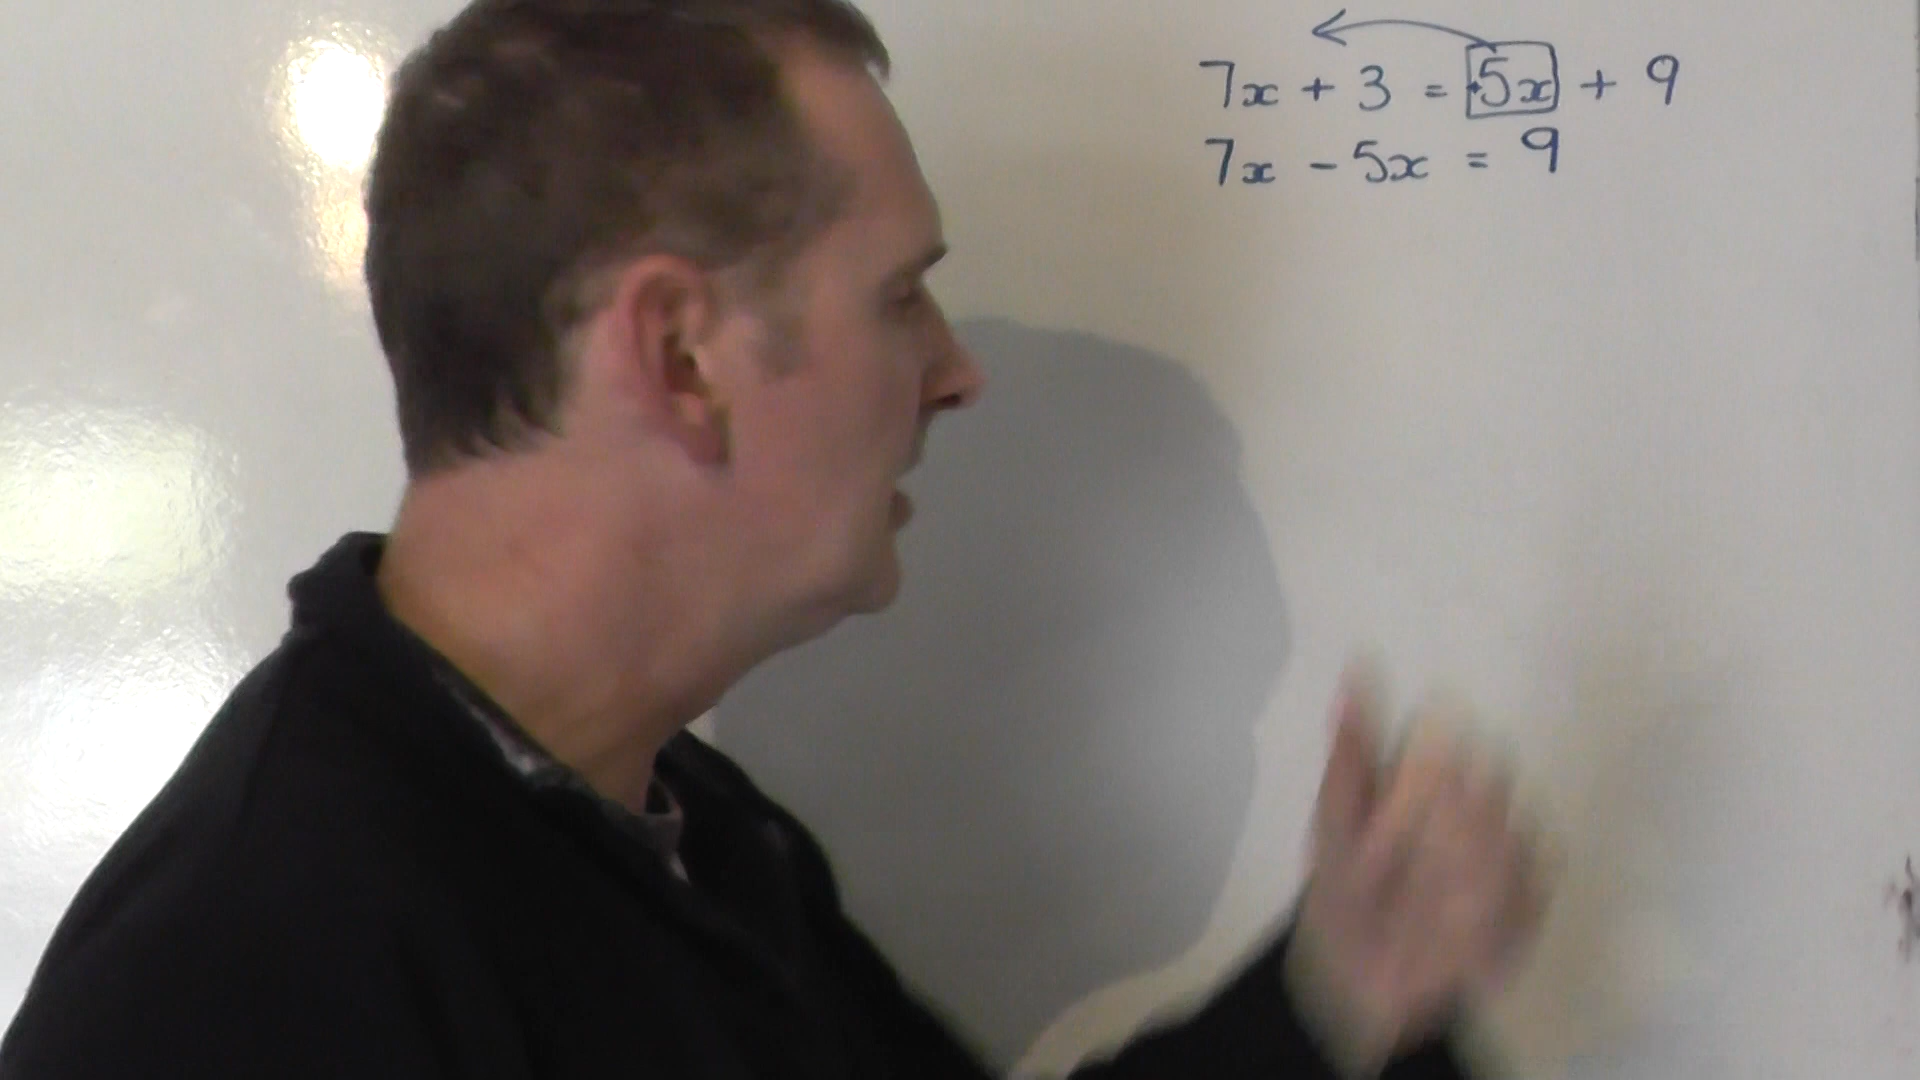 7x + 3 = +5x + 9
7x - 5x = 9